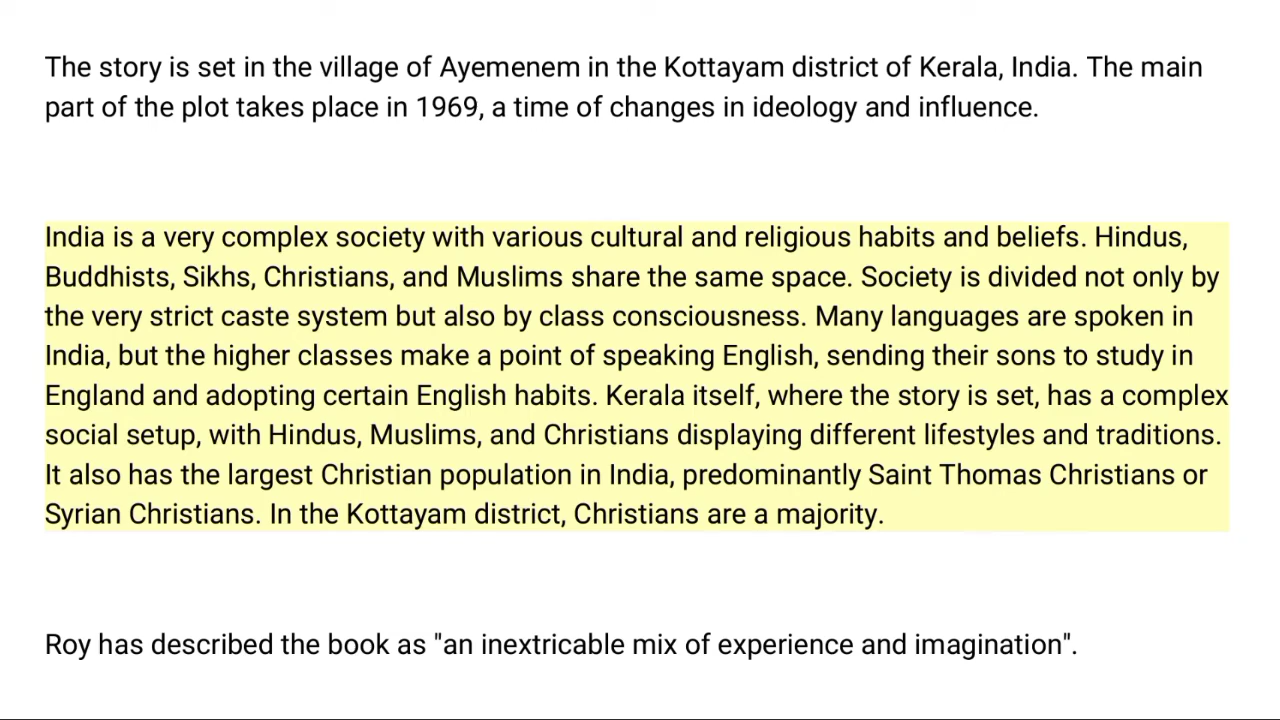 The story is set in the village of Ayemenem in the Kottayam district of Kerala, India. The main
part of the plot takes place in 1969, a time of changes in ideology and influence.
India is a very complex society with various cultural and religious habits and beliefs. Hindus,
Buddhists, Sikhs, Christians, and Muslims share the same space. Society is divided not only by
the very strict caste system but also by class consciousness. Many languages are spoken in
India, but the higher classes make a point of speaking English, sending their sons to study in
England and adopting certain English habits. Kerala itself, where the story is set, has a complex
social setup, with Hindus, Muslims, and Christians displaying different lifestyles and traditions.
It also has the largest Christian population in India, predominantly Saint Thomas Christians or
Syrian Christians. In the Kottayam district, Christians are a majority.
Roy has described the book as "an inextricable mix of experience and imagination".